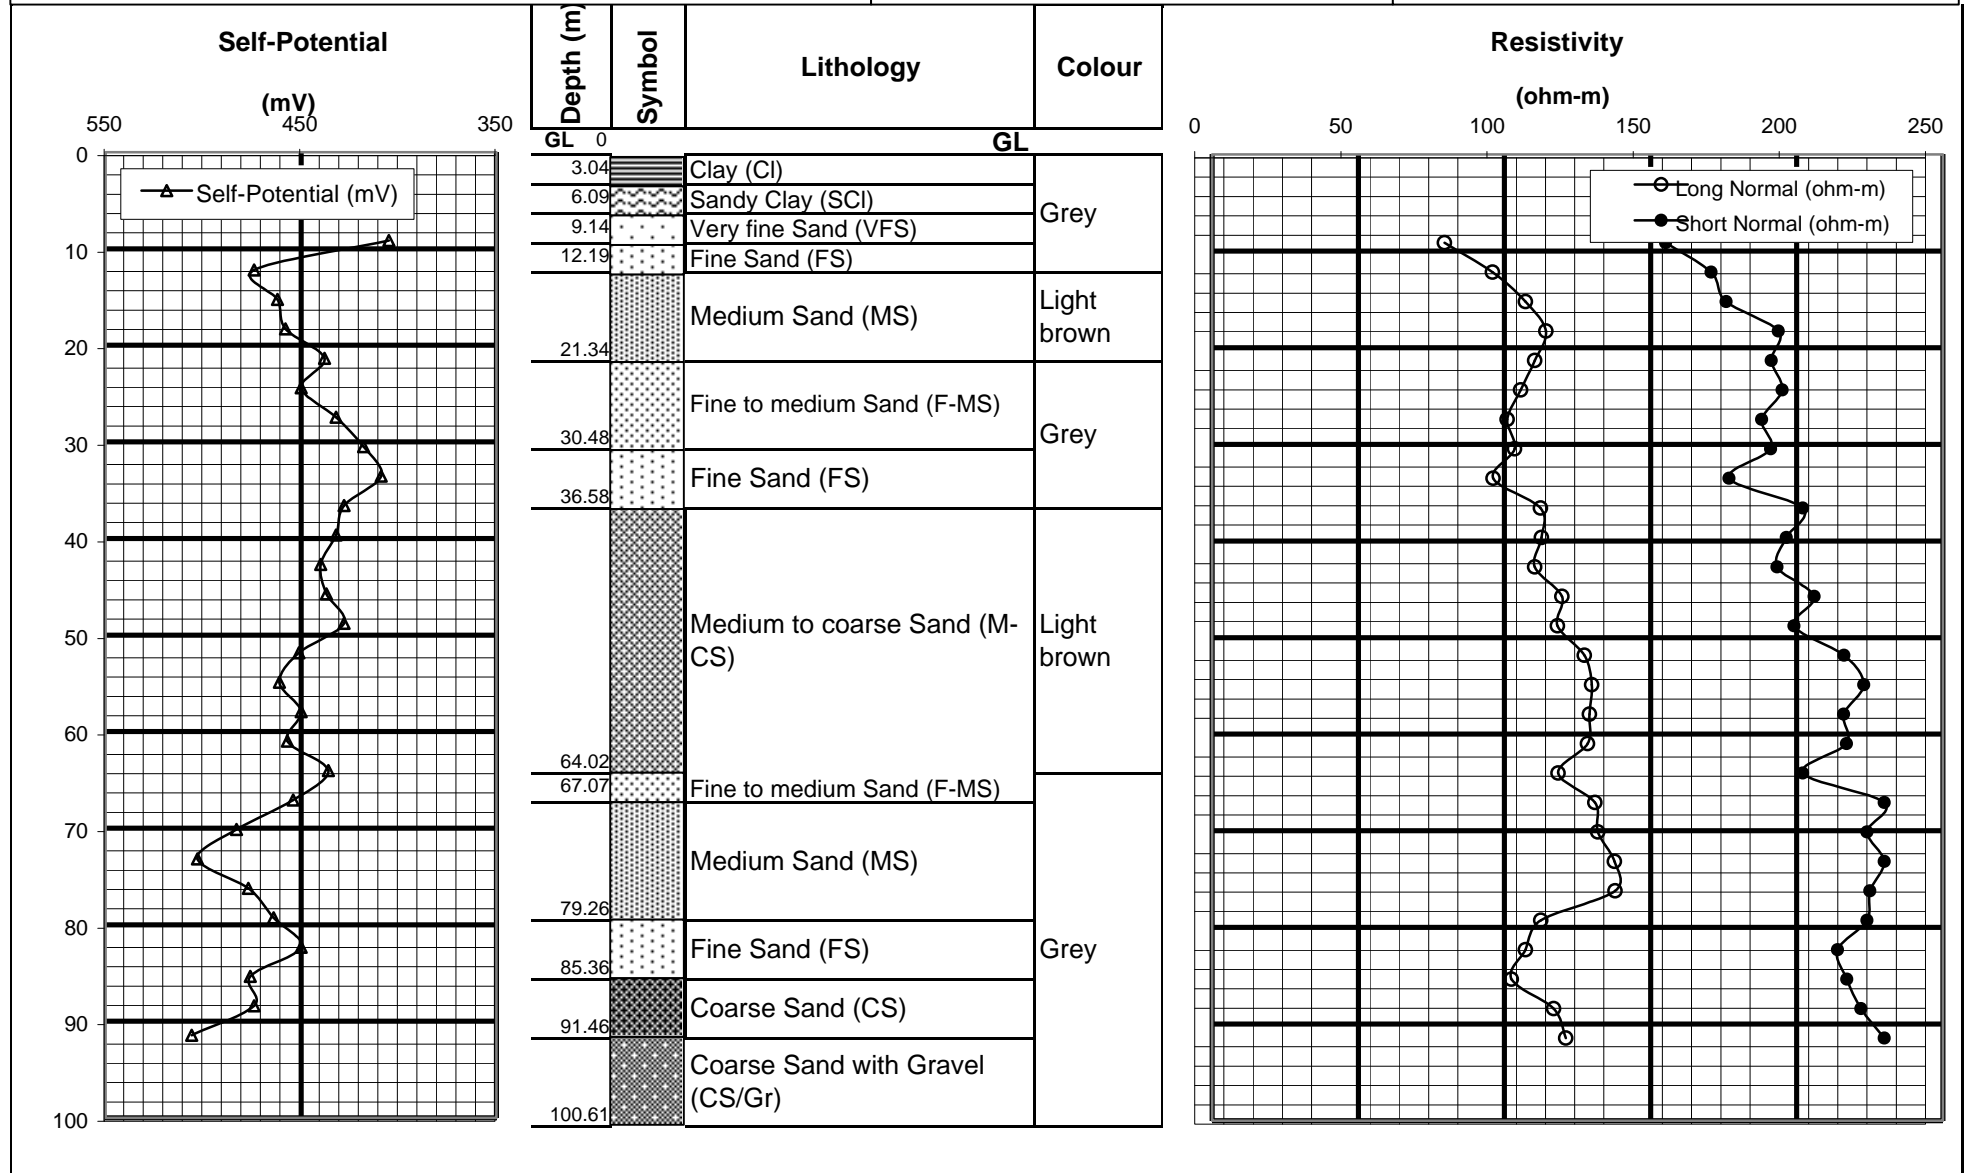 Self-Potential
(mV)
550 450 350
0
10
20
30
40
50
60
70
80
90
100
Self-Potential (mV)
Depth (m)
Symbol
Lithology
Colour
GL 0 GL
3.04 Clay (Cl)
6.09 Sandy Clay (SCl)
9.14 Very fine Sand (VFS)
12.19 Fine Sand (FS)
Grey
Medium Sand (MS)
21.34
Light
brown
Fine to medium Sand (F-MS)
30.48
Fine Sand (FS)
36.58
Grey
Medium to coarse Sand (M-
CS)
64.02
Light
brown
67.07 Fine to medium Sand (F-MS)
Medium Sand (MS)
79.26
Fine Sand (FS)
85.36
Coarse Sand (CS)
91.46
Coarse Sand with Gravel
(CS/Gr)
100.61
Grey
Resistivity
(ohm-m)
0 50 100 150 200 250
Long Normal (ohm-m)
Short Normal (ohm-m)